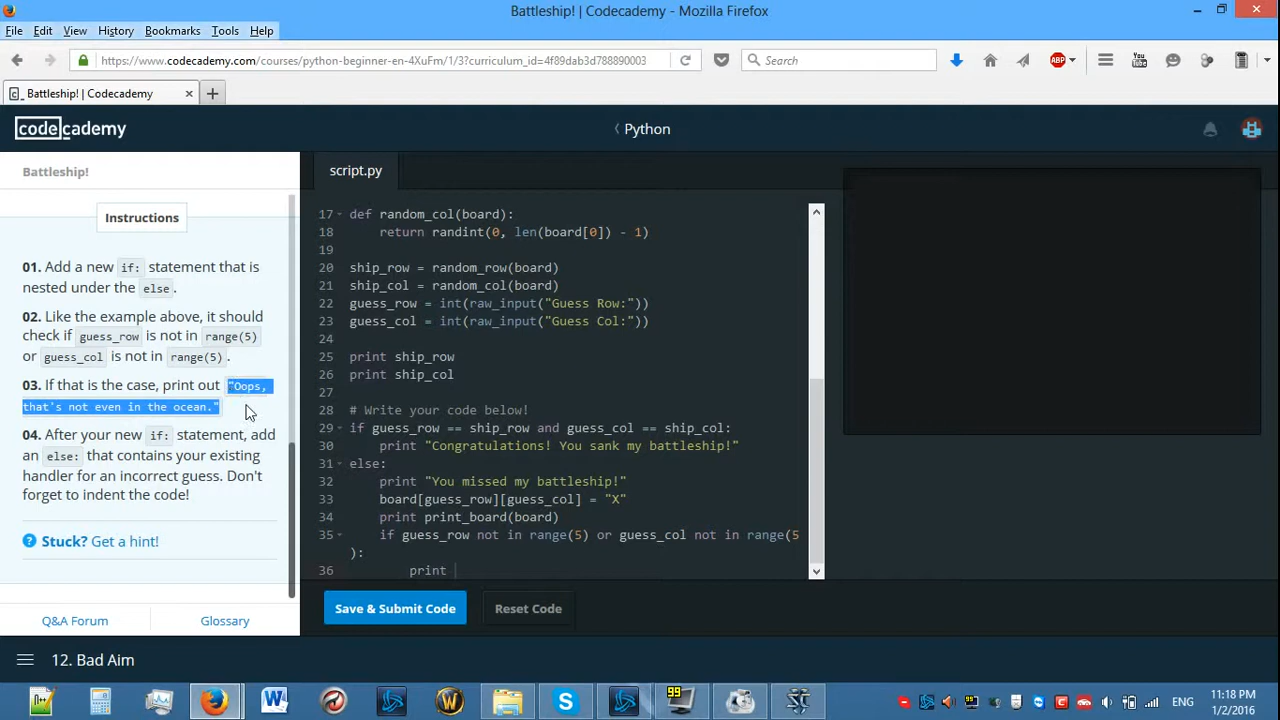 Battleship! | Codecademy - Mozilla Firefox
File Edit View History Bookmarks Tools Help
https://www.codecademy.com/courses/python-beginner-en-4XuFm/1/3?curriculum_id=4f89dab3d788890003
Search
ABP
You Tube
Battleship! | Codecademy
codecademy
Python
Battleship!
script.py
Instructions
01. Add a new if: statement that is
nested under the else.
02. Like the example above, it should
check if guess_row is not in range(5)
or guess_col is not in range(5).
03. If that is the case, print out "Oops,
that's not even in the ocean."
04. After your new if: statement, add
an else: that contains your existing
handler for an incorrect guess. Don't
forget to indent the code!
Stuck? Get a hint!
Q&A Forum
Glossary
17 def random_col(board):
18 return randint(0, len(board[0]) - 1)
19
20 ship_row = random_row(board)
21 ship_col = random_col(board)
22 guess_row = int(raw_input("Guess Row:"))
23 guess_col = int(raw_input("Guess Col:"))
24
25 print ship_row
26 print ship_col
27
28 # Write your code below!
29 if guess_row == ship_row and guess_col == ship_col:
30 print "Congratulations! You sank my battleship!"
31 else:
32 print "You missed my battleship!"
33 board[guess_row][guess_col] = "X"
34 print print_board(board)
35 if guess_row not in range(5) or guess_col not in range(5
):
36 print
Save & Submit Code
Reset Code
12. Bad Aim
99
99
ENG
11:18 PM
1/2/2016